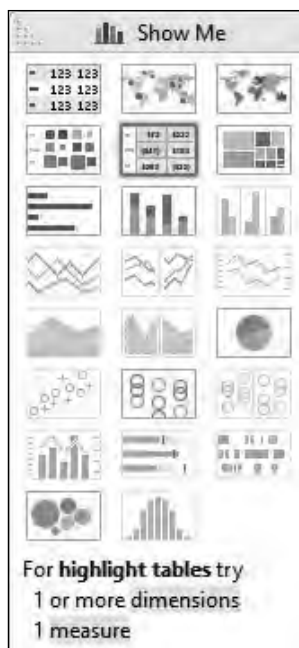 Show Me
123 123
123 123
123 123
For highlight tables try
1 or more dimensions
1 measure